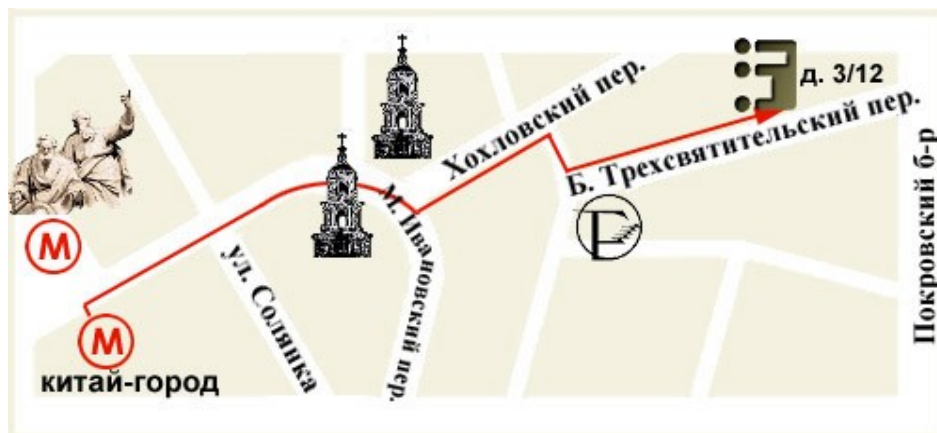 д. 3/12
Хохловский пер.
Б. Трехсвятительский пер.
Покровский б-р
М. Ивановский пер.
ул. Солянка
М
М
китай-город